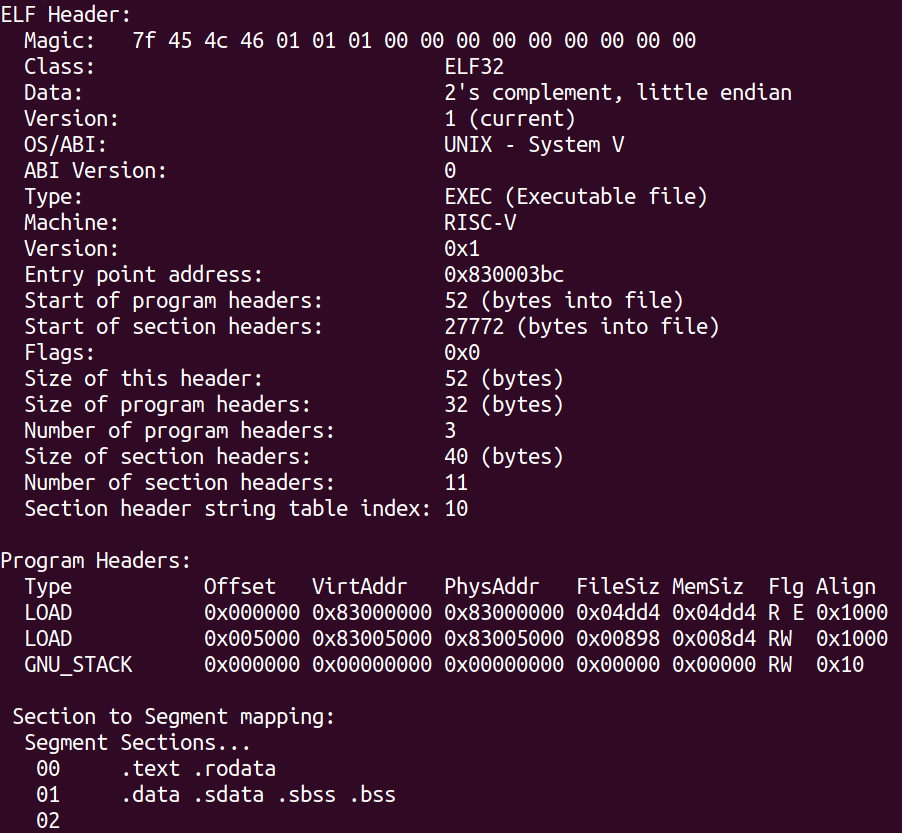 ELF Header:
  Magic:   7f 45 4c 46 01 01 01 00 00 00 00 00 00 00 00 00
  Class:                             ELF32
  Data:                              2's complement, little endian
  Version:                           1 (current)
  OS/ABI:                            UNIX - System V
  ABI Version:                       0
  Type:                              EXEC (Executable file)
  Machine:                           RISC-V
  Version:                           0x1
  Entry point address:               0x830003bc
  Start of program headers:          52 (bytes into file)
  Start of section headers:          27772 (bytes into file)
  Flags:                             0x0
  Size of this header:               52 (bytes)
  Size of program headers:           32 (bytes)
  Number of program headers:         3
  Size of section headers:           40 (bytes)
  Number of section headers:         11
  Section header string table index: 10

Program Headers:
  Type           Offset   VirtAddr   PhysAddr   FileSiz MemSiz  Flg Align
  LOAD           0x000000 0x83000000 0x83000000 0x04dd4 0x04dd4 R E 0x1000
  LOAD           0x005000 0x83005000 0x83005000 0x00898 0x008d4 RW  0x1000
  GNU_STACK      0x000000 0x00000000 0x00000000 0x00000 0x00000 RW  0x10

 Section to Segment mapping:
  Segment Sections...
   00     .text .rodata
   01     .data .sdata .sbss .bss
   02